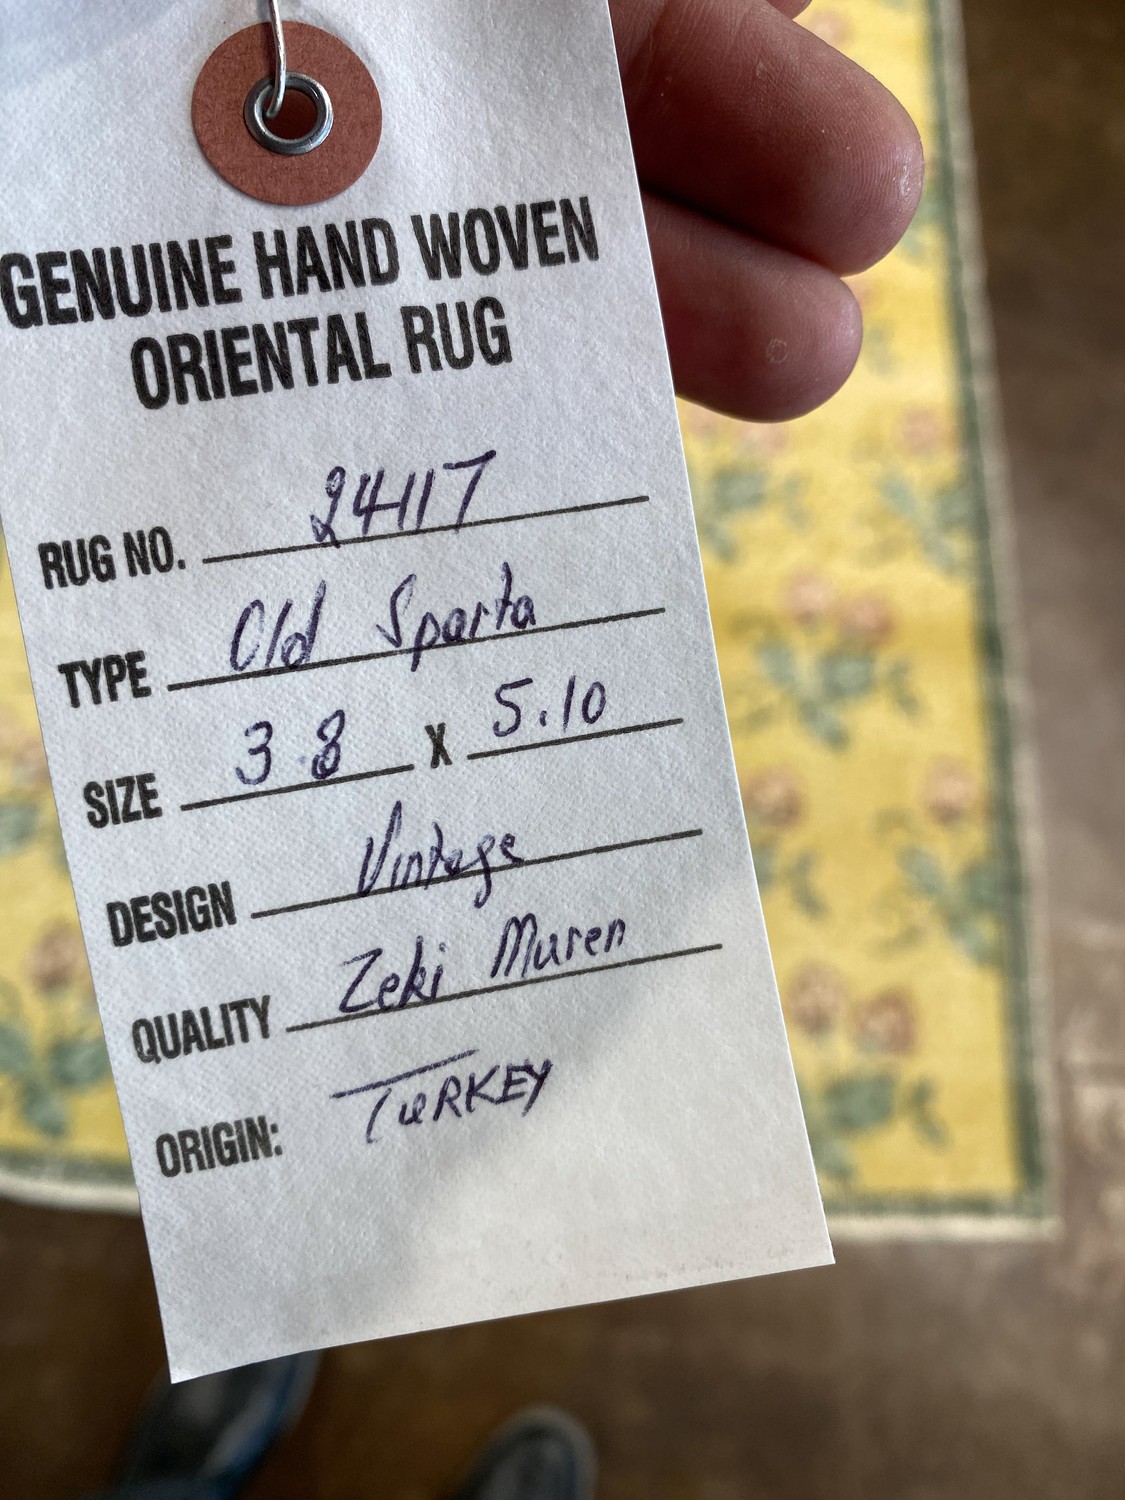 GENUINE HAND WOVEN
ORIENTAL RUG
RUG NO. 24117
TYPE Old Sparta
SIZE 3.8 X 5.10
DESIGN Vintage
QUALITY Zeki Muren
ORIGIN: TURKEY